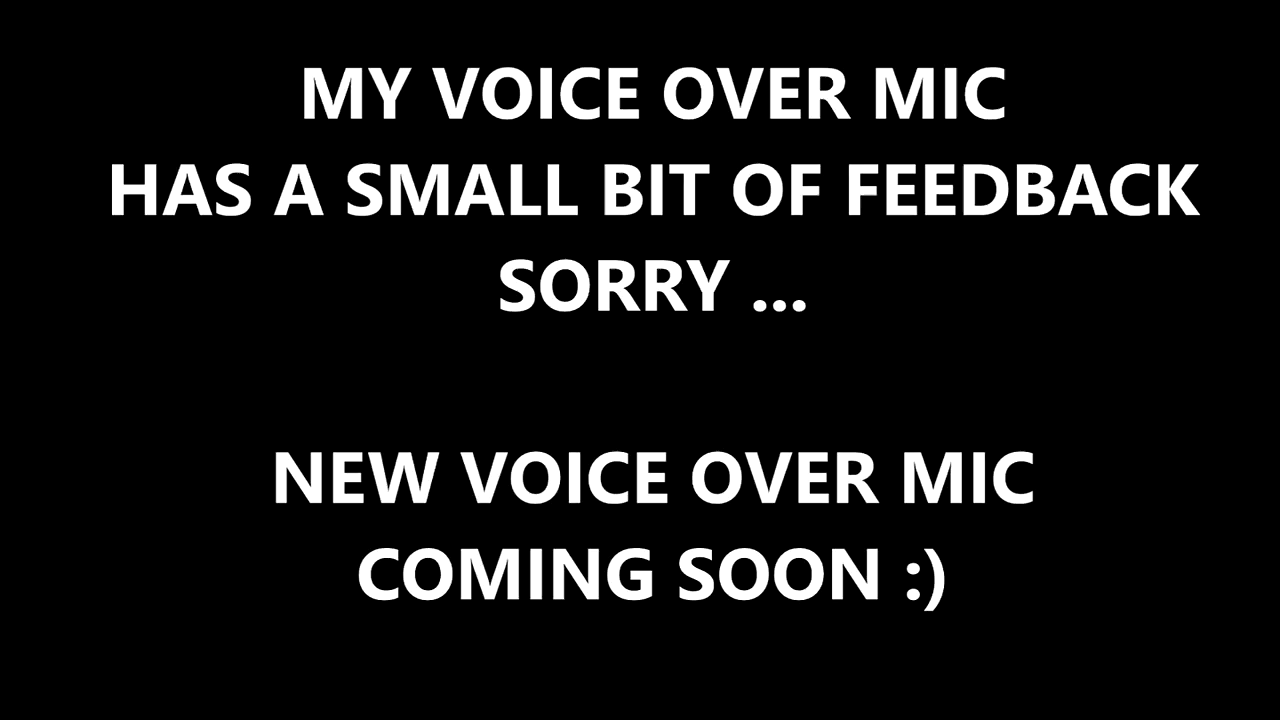 MY VOICE OVER MIC
HAS A SMALL BIT OF FEEDBACK
SORRY ...
NEW VOICE OVER MIC
COMING SOON :)